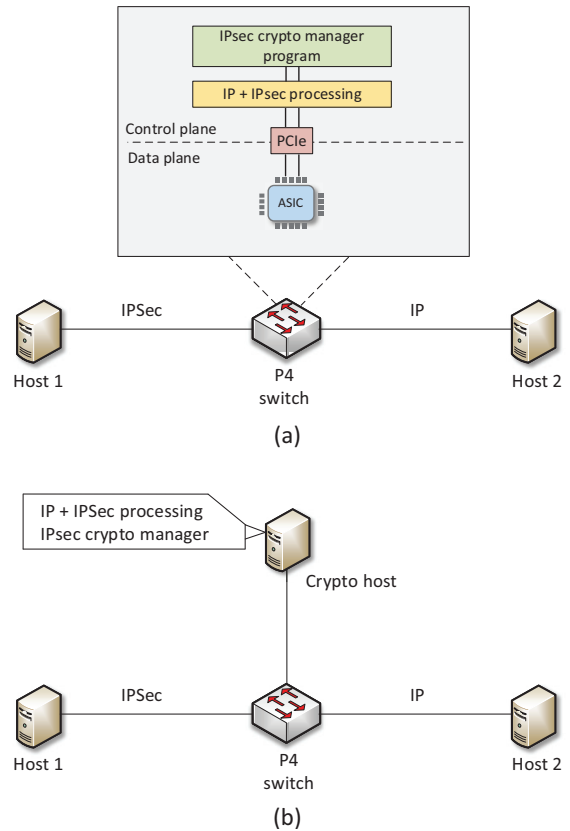 IPsec crypto manager
program
IP + IPsec processing
Control plane
PCIe
Data plane
ASIC
IPSec
IP
Host 1
P4
switch
Host 2
(a)
IP + IPSec processing
IPsec crypto manager
Crypto host
IPSec
IP
Host 1
P4
switch
Host 2
(b)